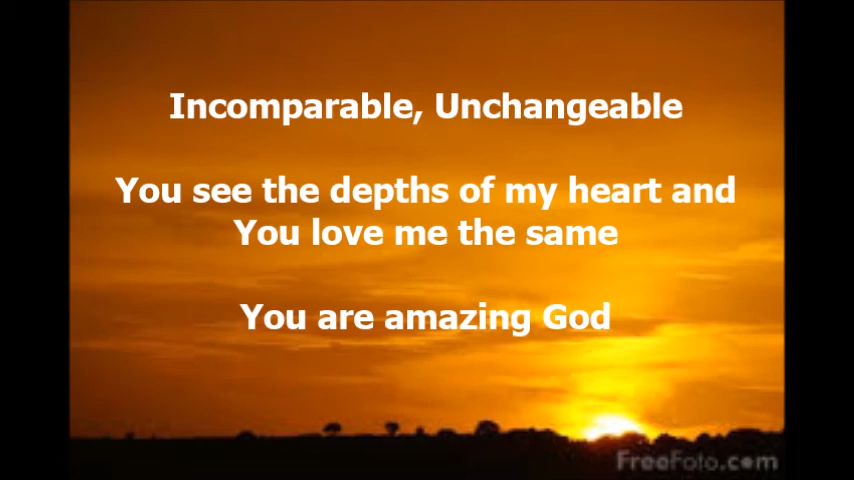 Incomparable, Unchangeable
You see the depths of my heart and
You love me the same
You are amazing God
FreeFoto.com